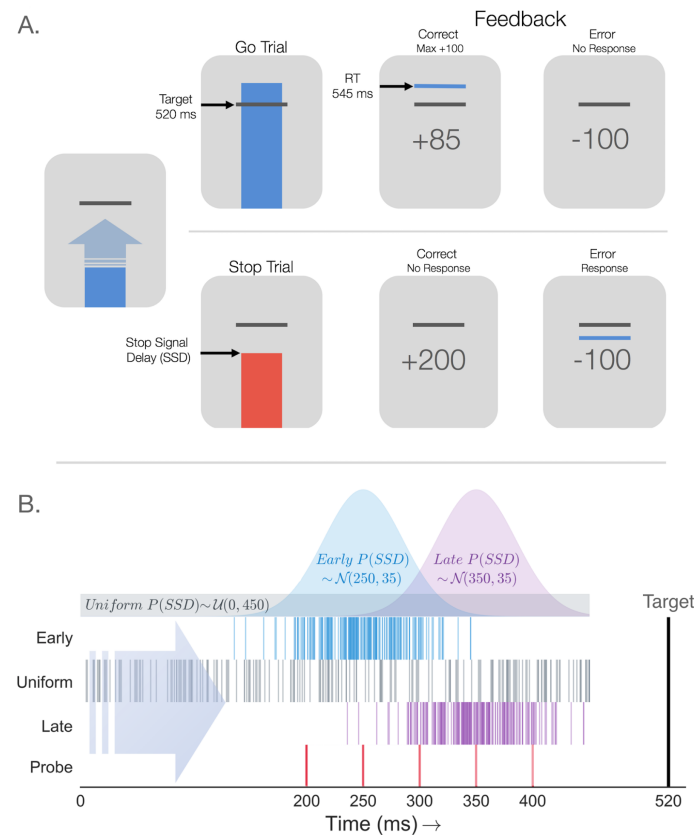 A.
Feedback
Go Trial
Correct
Max +100
Error
No Response
Target
520 ms
RT
545 ms
+85
-100
Stop Trial
Correct
No Response
Error
Response
Stop Signal
Delay (SSD)
+200
-100
B.
Early P(SSD)
~N(250, 35)
Late P(SSD)
~N(350, 35)
Uniform P(SSD)~U(0, 450)
Target
Early
Uniform
Late
Probe
0
200
250
300
350
400
520
Time (ms) →